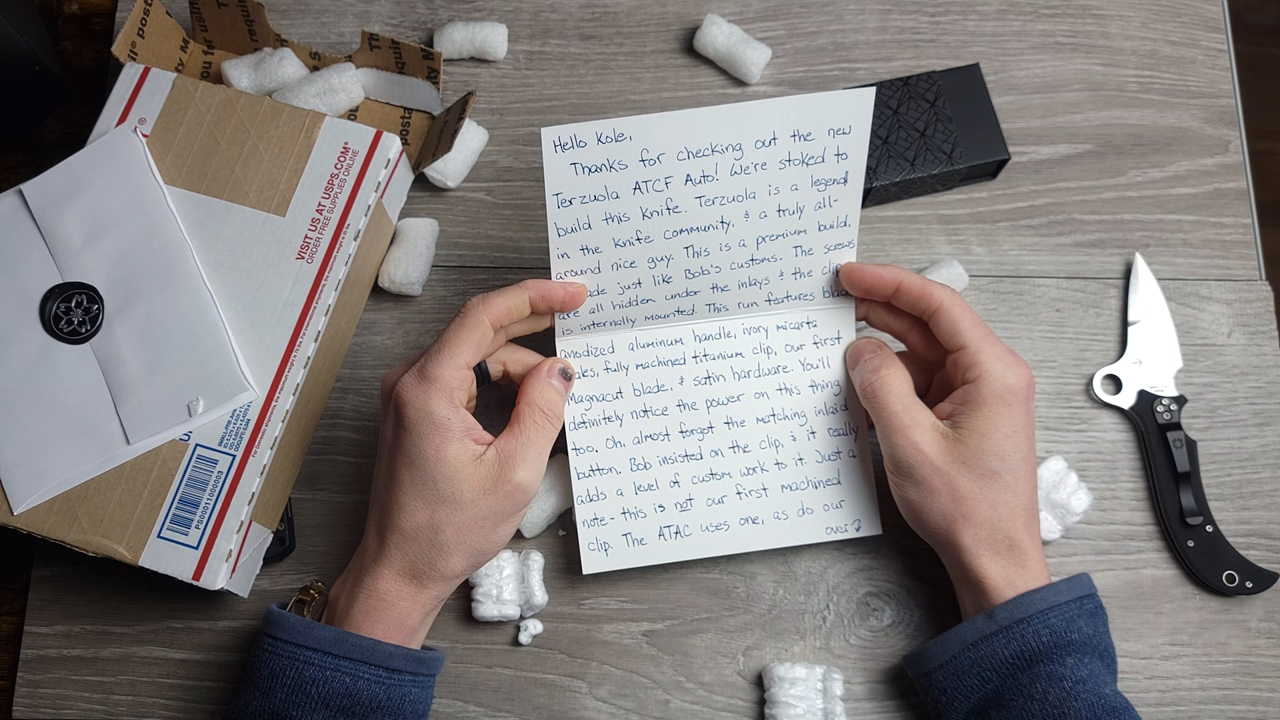 Hello Kole,
Thanks for checking out the new
Terzuola ATCF Auto! We're stoked to
build this knife. Terzuola is a legend
in the knife community, & a truly all-
around nice guy. This is a premium build,
made just like Bob's customs. The screws
are all hidden under the inlays & the clip
is internally mounted. This run features black
anodized aluminum handle, ivory micarta
our first
ales, fully machined titanium clip,
Magnacut blade, & satin hardware. You'll
definitely notice the power on this thing
too. Oh, almost forgot the matching inlaid
button. Bob insisted on the clip, & it really
adds a level of custom work to it. Just a
note - this is not our first machined
clip. The ATAC uses one, as do our
over
VISIT US AT USPS.COM®
ORDER FREE SUPPLIES ONLINE
PS00011000003